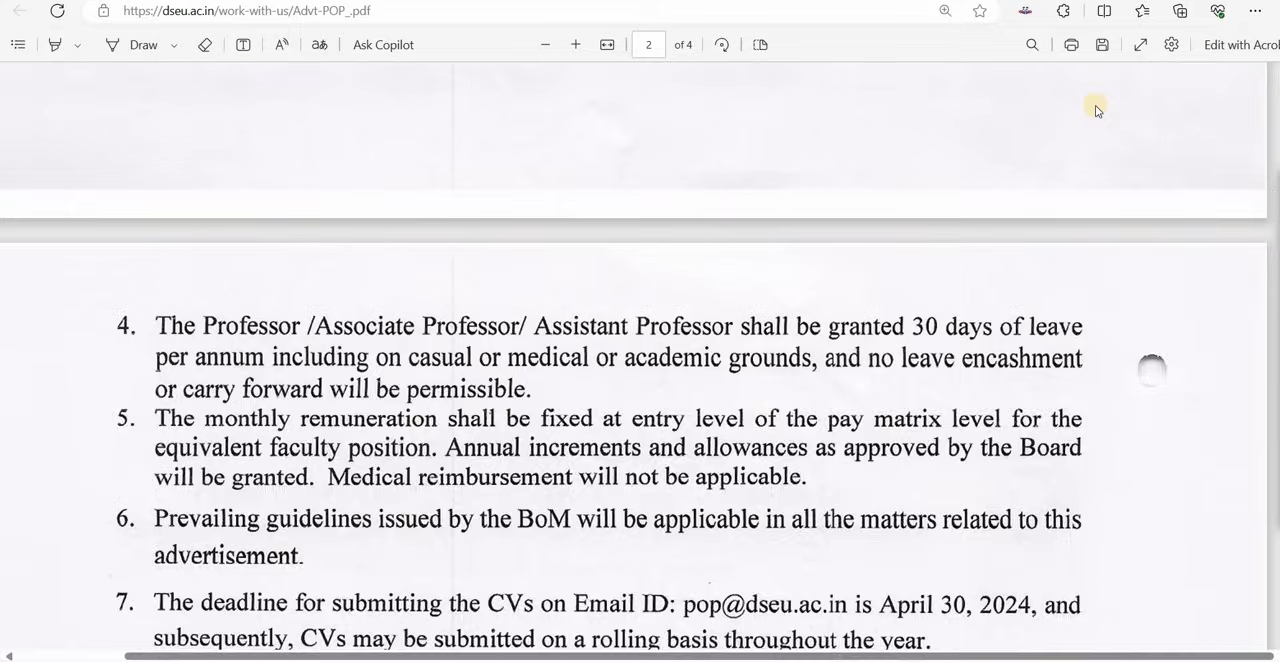 https://dseu.ac.in/work-with-us/Advt-POP_.pdf
Draw
Ask Copilot
2 of 4
Edit with Acrol
4. The Professor /Associate Professor/ Assistant Professor shall be granted 30 days of leave
per annum including on casual or medical or academic grounds, and no leave encashment
or carry forward will be permissible.
5. The monthly remuneration shall be fixed at entry level of the pay matrix level for the
equivalent faculty position. Annual increments and allowances as approved by the Board
will be granted. Medical reimbursement will not be applicable.
6. Prevailing guidelines issued by the BoM will be applicable in all the matters related to this
advertisement.
7. The deadline for submitting the CVs on Email ID: pop@dseu.ac.in is April 30, 2024, and
subsequently, CVs may be submitted on a rolling basis throughout the year.